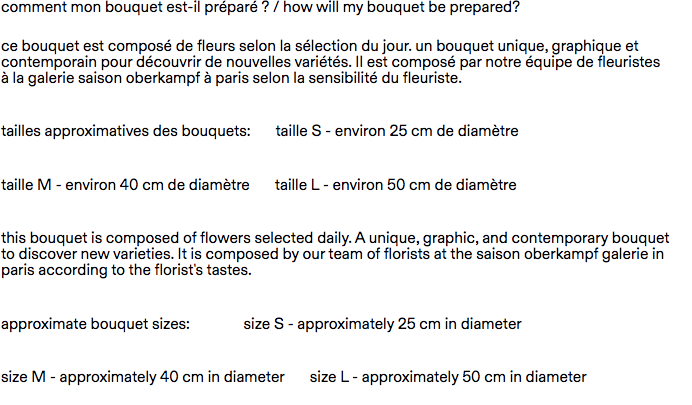 comment mon bouquet est-il préparé ? / how will my bouquet be prepared?
ce bouquet est composé de fleurs selon la sélection du jour. un bouquet unique, graphique et
contemporain pour découvrir de nouvelles variétés. Il est composé par notre équipe de fleuristes
à la galerie saison oberkampf à paris selon la sensibilité du fleuriste.
tailles approximatives des bouquets: taille S - environ 25 cm de diamètre
taille M - environ 40 cm de diamètre taille L - environ 50 cm de diamètre
this bouquet is composed of flowers selected daily. A unique, graphic, and contemporary bouquet
to discover new varieties. It is composed by our team of florists at the saison oberkampf galerie in
paris according to the florist's tastes.
approximate bouquet sizes: size S - approximately 25 cm in diameter
size M - approximately 40 cm in diameter size L - approximately 50 cm in diameter